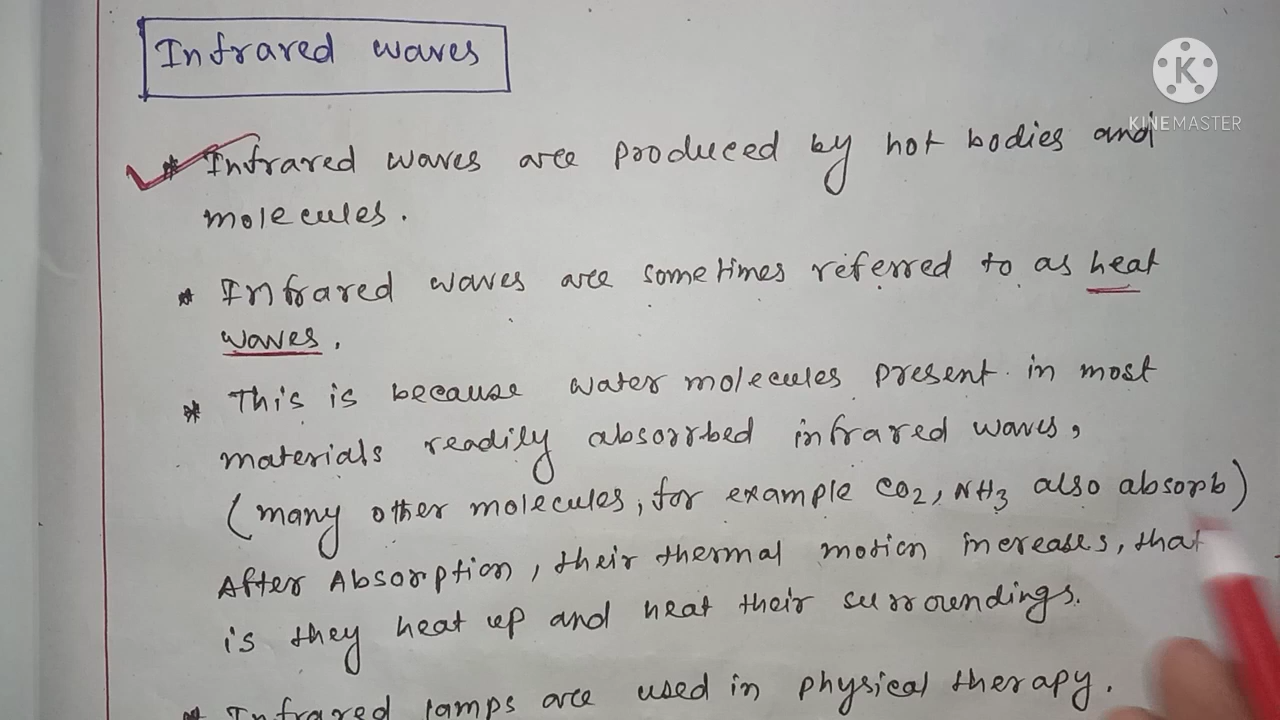 Infrared waves
K
KINEMASTER
* Infrared waves are produced by hot bodies and
molecules.
* Infrared waves are sometimes referred to as heat
waves.
* This is because water molecules present in most
materials readily absorbed infrared waves,
(many other molecules, for example CO2, NH3 also absorb)
After Absorption, their thermal motion increases, that
is they heat up and heat their surroundings.
* Infrared lamps are used in physical therapy.